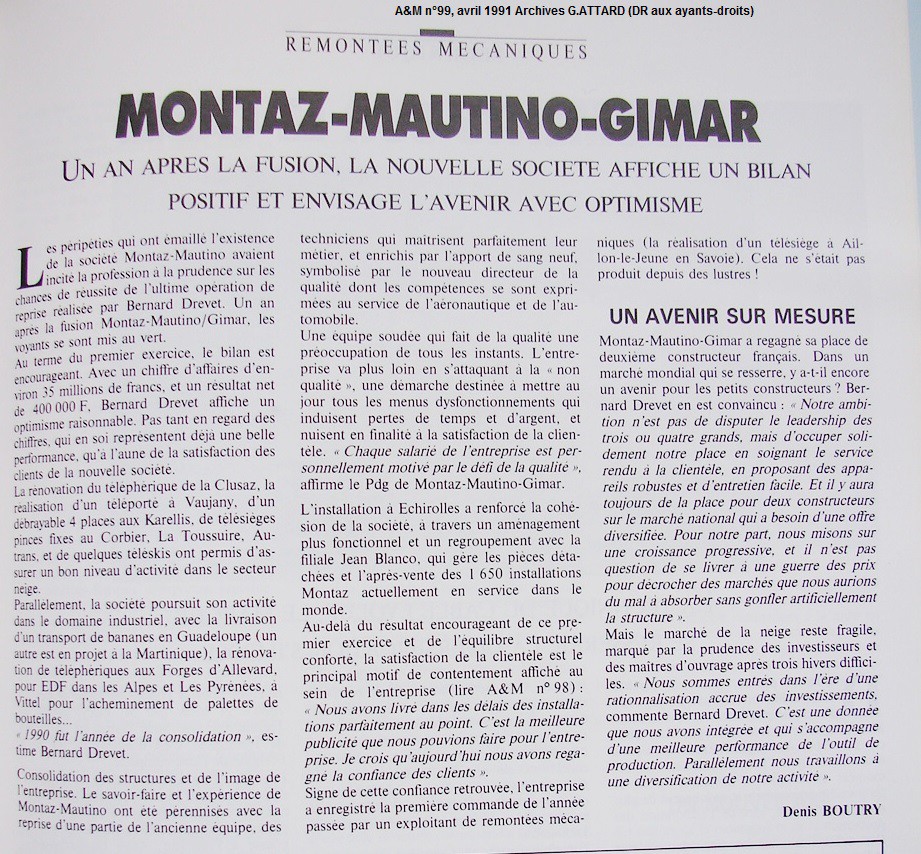 A&M n°99, avril 1991 Archives G.ATTARD (DR aux ayants-droits)
REMONTEES MECANIQUES
MONTAZ-MAUTINO-GIMAR
UN AN APRES LA FUSION, LA NOUVELLE SOCIETE AFFICHE UN BILAN
POSITIF ET ENVISAGE L'AVENIR AVEC OPTIMISME
Les péripéties qui ont émaillé l'existence
de la société Montaz-Mautino avaient
incité la profession à la prudence sur les
chances de réussite de l'ultime opération de
reprise réalisée par Bernard Drevet. Un an
après la fusion Montaz-Mautino/Gimar, les
voyants se sont mis au vert.
Au terme du premier exercice, le bilan est
encourageant. Avec un chiffre d'affaires d'en-
viron 35 millions de francs, et un résultat net
de 400 000 F, Bernard Drevet affiche un
optimisme raisonnable. Pas tant en regard des
chiffres, qui en soi représentent déjà une belle
performance, qu'à l'aune de la satisfaction des
clients de la nouvelle société.
La rénovation du téléphérique de la Clusaz, la
réalisation d'un téléporté à Vaujany, d'un
débrayable 4 places aux Karellis, de télésièges
pinces fixes au Corbier, La Toussuire, Au-
trans, et de quelques téléskis ont permis d'as-
surer un bon niveau d'activité dans le secteur
neige.
Parallèlement, la société poursuit son activité
dans le domaine industriel, avec la livraison
d'un transport de bananes en Guadeloupe (un
autre est en projet à la Martinique), la rénova-
tion de téléphériques aux Forges d'Allevard,
pour EDF dans les Alpes et Les Pyrénées, à
Vittel pour l'acheminement de palettes de
bouteilles...
« 1990 fut l'année de la consolidation », es-
time Bernard Drevet.
Consolidation des structures et de l'image de
l'entreprise. Le savoir-faire et l'expérience de
Montaz-Mautino ont été pérennisés avec la
reprise d'une partie de l'ancienne équipe, des
techniciens qui maîtrisent parfaitement leur
métier, et enrichis par l'apport de sang neuf,
symbolisé par le nouveau directeur de la
qualité dont les compétences se sont expri-
mées au service de l'aéronautique et de l'au-
tomobile.
Une équipe soudée qui fait de la qualité une
préoccupation de tous les instants. L'entre-
prise va plus loin en s'attaquant à la « non
qualité », une démarche destinée à mettre au
jour tous les menus dysfonctionnements qui
induisent pertes de temps et d'argent, et
nuisent en finalité à la satisfaction de la clien-
tèle. « Chaque salarié de l'entreprise est per-
sonnellement motivé par le défi de la qualité »,
affirme le Pdg de Montaz-Mautino-Gimar.
L'installation à Echirolles a renforcé la cohé-
sion de la société, à travers un aménagement
plus fonctionnel et un regroupement avec la
filiale Jean Blanco, qui gère les pièces déta-
chées et l'après-vente des 1 650 installations
Montaz actuellement en service dans le
monde.
Au-delà du résultat encourageant de ce pre-
mier exercice et de l'équilibre structurel
conforté, la satisfaction de la clientèle est le
principal motif de contentement affiché au
sein de l'entreprise (lire A&M n° 98) :
« Nous avons livré dans les délais des installa-
tions parfaitement au point. C'est la meilleure
publicité que nous pouvions faire pour l'entre-
prise. Je crois qu'aujourd'hui nous avons rega-
gné la confiance des clients ».
Signe de cette confiance retrouvée, l'entreprise
a enregistré la première commande de l'année
passée par un exploitant de remontées méca-
niques (la réalisation d'un télésiège à Ail-
lon-le-Jeune en Savoie). Cela ne s'était pas
produit depuis des lustres !
UN AVENIR SUR MESURE
Montaz-Mautino-Gimar a regagné sa place de
deuxième constructeur français. Dans un
marché mondial qui se resserre, y a-t-il encore
un avenir pour les petits constructeurs ? Ber-
nard Drevet en est convaincu : « Notre ambi-
tion n'est pas de disputer le leadership des
trois ou quatre grands, mais d'occuper soli-
dement notre place en soignant le service
rendu à la clientèle, en proposant des appa-
reils robustes et d'entretien facile. Et il y aura
toujours de la place pour deux constructeurs
sur le marché national qui a besoin d'une offre
diversifiée. Pour notre part, nous misons sur
une croissance progressive, et il n'est pas
question de se livrer à une guerre des prix
pour décrocher des marchés que nous aurions
du mal à absorber sans gonfler artificiellement
la structure ».
Mais le marché de la neige reste fragile,
marqué par la prudence des investisseurs et
des maîtres d'ouvrage après trois hivers diffici-
les. « Nous sommes entrés dans l'ère d'une
rationnalisation accrue des investissements,
commente Bernard Drevet. C'est une donnée
que nous avons intégrée et qui s'accompagne
d'une meilleure performance de l'outil de
production. Parallèlement nous travaillons à
une diversification de notre activité ».
Denis BOUTRY